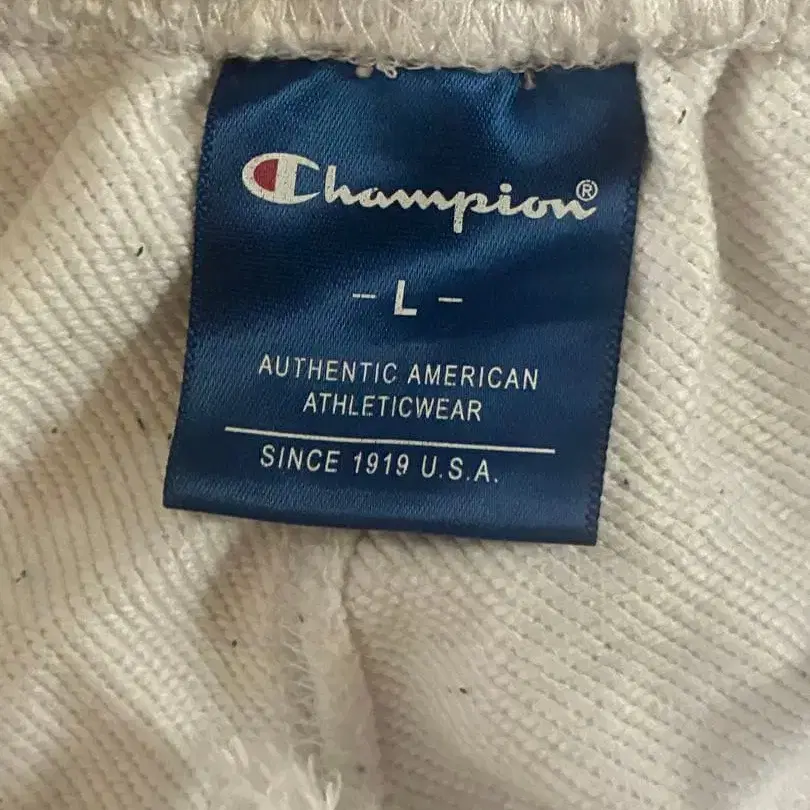 Champion®
- L -
AUTHENTIC AMERICAN
ATHLETICWEAR
SINCE 1919 U.S.A.